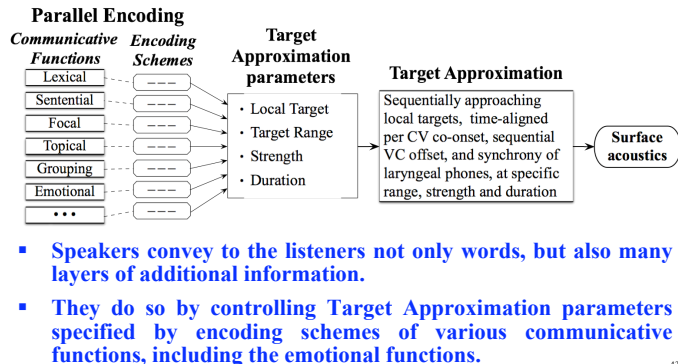 Parallel Encoding
Communicative Functions
Encoding Schemes
Lexical
Sentential
Focal
Topical
Grouping
Emotional
• • •
– – –
– – –
– – –
– – –
– – –
– – –
– – –
Target
Approximation
parameters
• Local Target
• Target Range
• Strength
• Duration
Target Approximation
Sequentially approaching
local targets, time-aligned
per CV co-onset, sequential
VC offset, and synchrony of
laryngeal phones, at specific
range, strength and duration
Surface
acoustics
▪ Speakers convey to the listeners not only words, but also many
layers of additional information.
▪ They do so by controlling Target Approximation parameters
specified by encoding schemes of various communicative
functions, including the emotional functions.